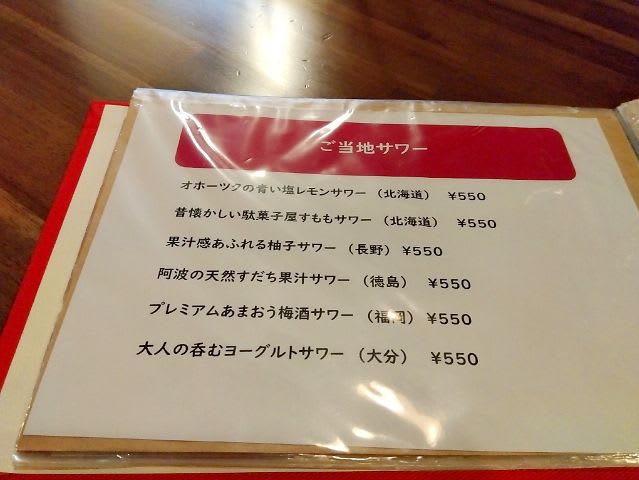 ご当地サワー
オホーツクの青い塩レモンサワー（北海道） ¥550
昔懐かしい駄菓子屋すももサワー（北海道） ¥550
果汁感あふれる柚子サワー（長野） ¥550
阿波の天然すだち果汁サワー（徳島） ¥550
プレミアムあまおう梅酒サワー（福岡） ¥550
大人の呑むヨーグルトサワー（大分） ¥550